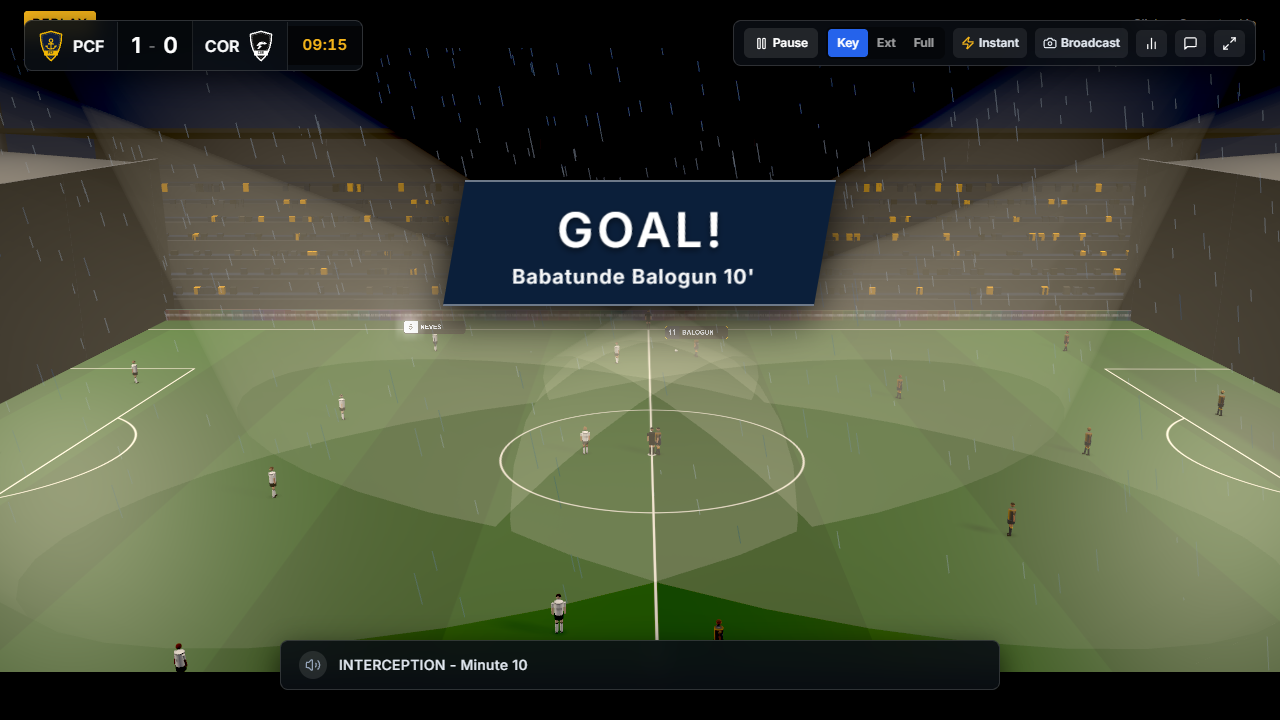 PCF
1 - 0
COR
09:15
Pause
Key
Ext
Full
Instant
Broadcast
GOAL!
Babatunde Balogun 10'
NEVES
11 BALOGUN
INTERCEPTION - Minute 10